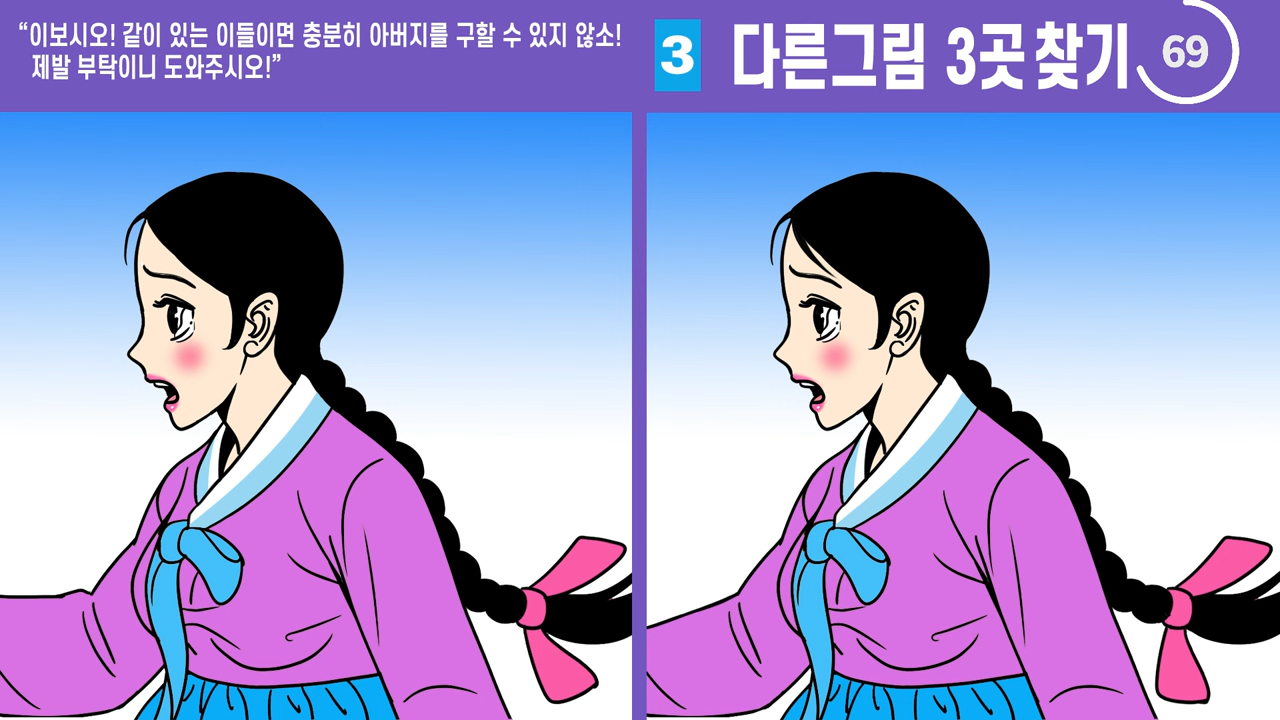 “이보시오! 같이 있는 이들이면 충분히 아버지를 구할 수 있지 않소!
제발 부탁이니 도와주시오!”
3 다른그림 3곳 찾기 69